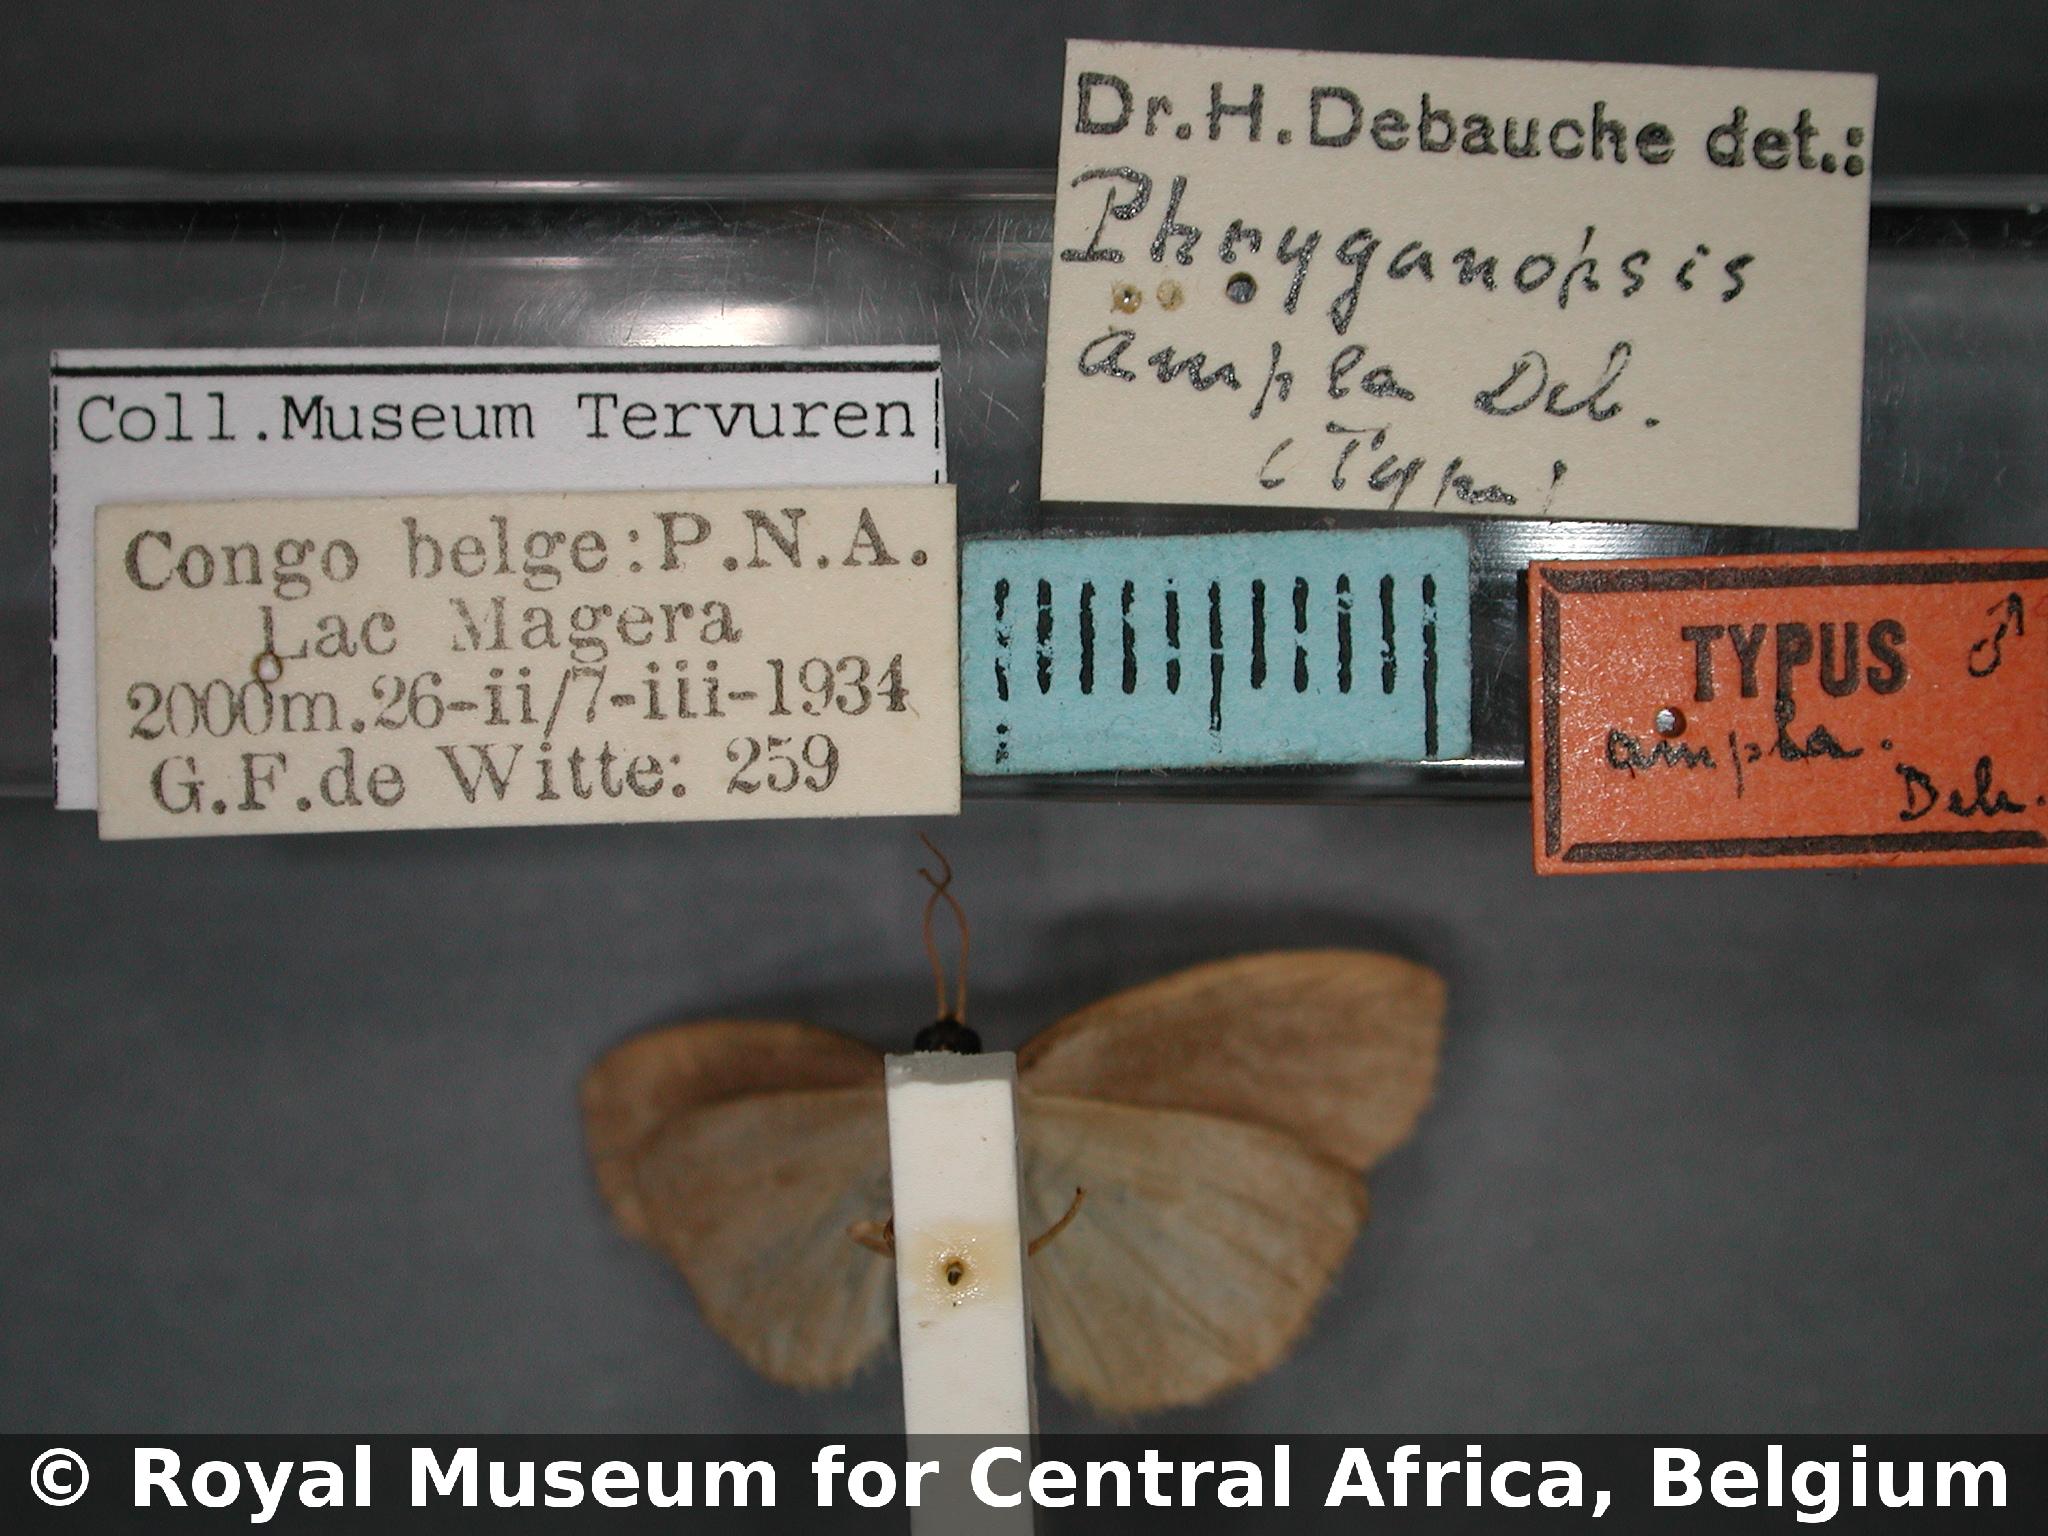 Dr.H.Debauche det.:
Phryganopsis
ampla Deb.
(Type)
Coll.Museum Tervuren
Congo belge:P.N.A.
Lac Magera
2000m.26-ii/7-iii-1934
G.F.de Witte: 259
TYPUS ♂
ampla.
Deb.
© Royal Museum for Central Africa, Belgium